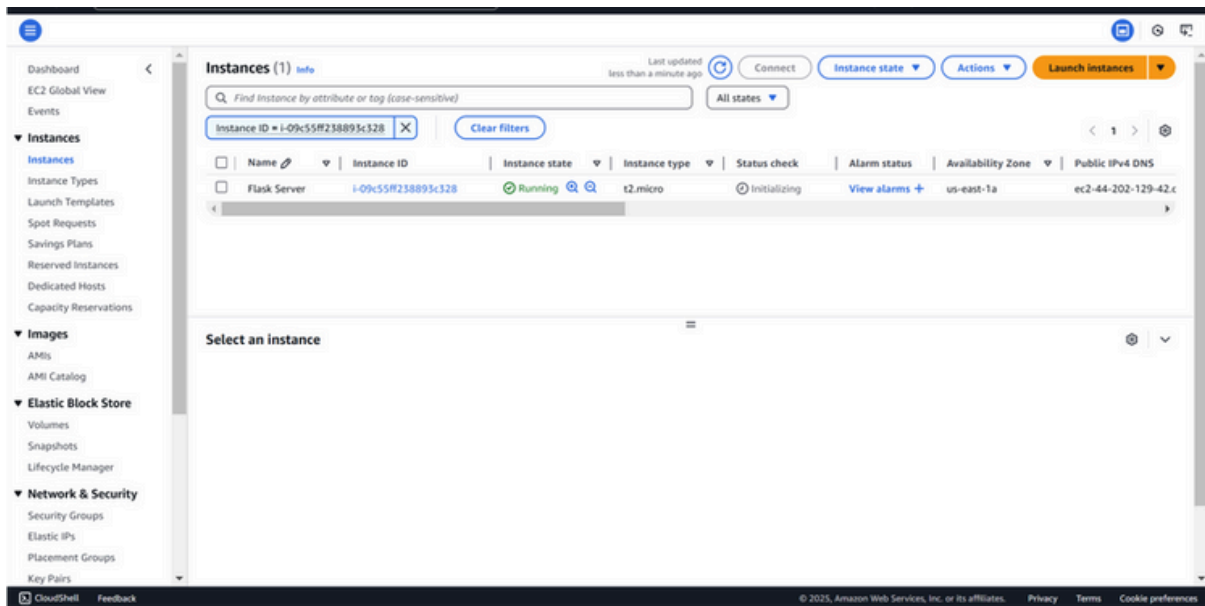 Dashboard
EC2 Global View
Events
Instances
Instances
Instance Types
Launch Templates
Spot Requests
Savings Plans
Reserved Instances
Dedicated Hosts
Capacity Reservations
Images
AMIs
AMI Catalog
Elastic Block Store
Volumes
Snapshots
Lifecycle Manager
Network & Security
Security Groups
Elastic IPs
Placement Groups
Key Pairs
Instances (1) Info
Last updated
less than a minute ago
Connect
Instance state
Actions
Launch instances
Find Instance by attribute or tag (case-sensitive)
All states
Instance ID = i-09c55ff238893c328
Clear filters
1
Name Instance ID Instance state Instance type Status check Alarm status Availability Zone Public IPv4 DNS
Flask Server i-09c55ff238893c328 Running t2.micro Initializing View alarms + us-east-1a ec2-44-202-129-42.c
Select an instance
CloudShell Feedback © 2025, Amazon Web Services, Inc. or its affiliates. Privacy Terms Cookie preferences